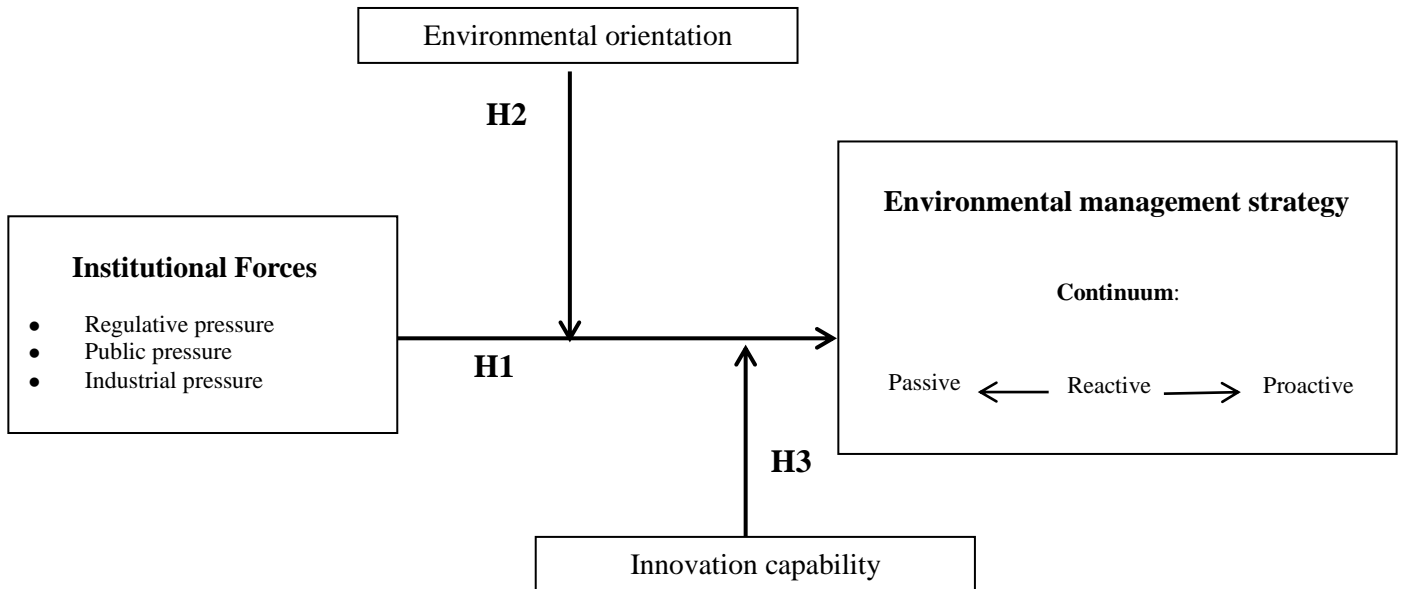 Environmental orientation
H2
Environmental management strategy
Institutional Forces
Continuum:
● Regulative pressure
● Public pressure
● Industrial pressure
H1
Passive Reactive Proactive
H3
Innovation capability